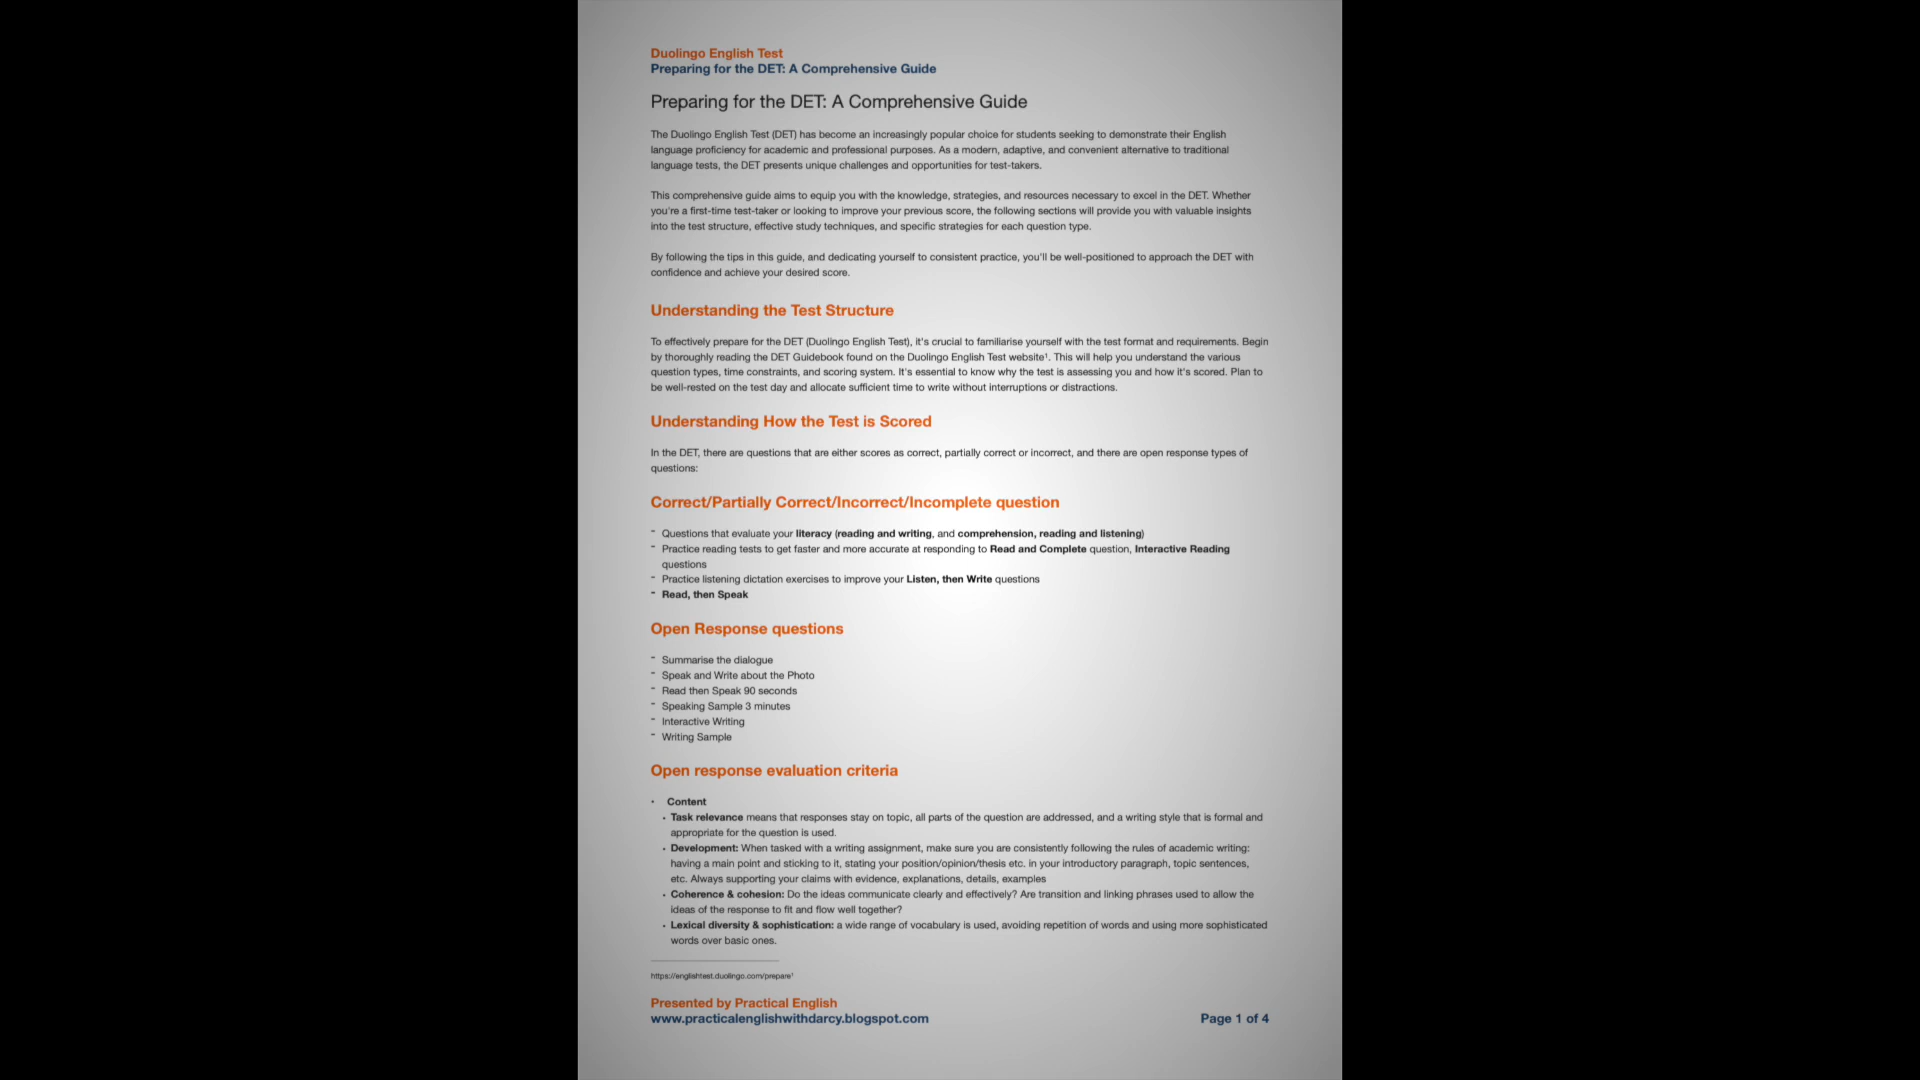 Duolingo English Test
Preparing for the DET: A Comprehensive Guide
Preparing for the DET: A Comprehensive Guide
The Duolingo English Test (DET) has become an increasingly popular choice for students seeking to demonstrate their English
language proficiency for academic and professional purposes. As a modern, adaptive, and convenient alternative to traditional
language tests, the DET presents unique challenges and opportunities for test-takers.
This comprehensive guide aims to equip you with the knowledge, strategies, and resources necessary to excel in the DET. Whether
you're a first-time test-taker or looking to improve your previous score, the following sections will provide you with valuable insights
into the test structure, effective study techniques, and specific strategies for each question type.
By following the tips in this guide, and dedicating yourself to consistent practice, you'll be well-positioned to approach the DET with
confidence and achieve your desired score.
Understanding the Test Structure
To effectively prepare for the DET (Duolingo English Test), it's crucial to familiarise yourself with the test format and requirements. Begin
by thoroughly reading the DET Guidebook found on the Duolingo English Test website¹. This will help you understand the various
question types, time constraints, and scoring system. It's essential to know why the test is assessing you and how it's scored. Plan to
be well-rested on the test day and allocate sufficient time to write without interruptions or distractions.
Understanding How the Test is Scored
In the DET, there are questions that are either scores as correct, partially correct or incorrect, and there are open response types of
questions:
Correct/Partially Correct/Incorrect/Incomplete question
- Questions that evaluate your literacy (reading and writing, and comprehension, reading and listening)
- Practice reading tests to get faster and more accurate at responding to Read and Complete question, Interactive Reading
questions
- Practice listening dictation exercises to improve your Listen, then Write questions
- Read, then Speak
Open Response questions
- Summarise the dialogue
- Speak and Write about the Photo
- Read then Speak 90 seconds
- Speaking Sample 3 minutes
- Interactive Writing
- Writing Sample
Open response evaluation criteria
• Content
• Task relevance means that responses stay on topic, all parts of the question are addressed, and a writing style that is formal and
appropriate for the question is used.
• Development: When tasked with a writing assignment, make sure you are consistently following the rules of academic writing:
having a main point and sticking to it, stating your position/opinion/thesis etc. in your introductory paragraph, topic sentences,
etc. Always supporting your claims with evidence, explanations, details, examples
• Coherence & cohesion: Do the ideas communicate clearly and effectively? Are transition and linking phrases used to allow the
ideas of the response to fit and flow well together?
• Lexical diversity & sophistication: a wide range of vocabulary is used, avoiding repetition of words and using more sophisticated
words over basic ones.
https://englishtest.duolingo.com/prepare¹
Presented by Practical English
www.practicalenglishwithdarcy.blogspot.com
Page 1 of 4